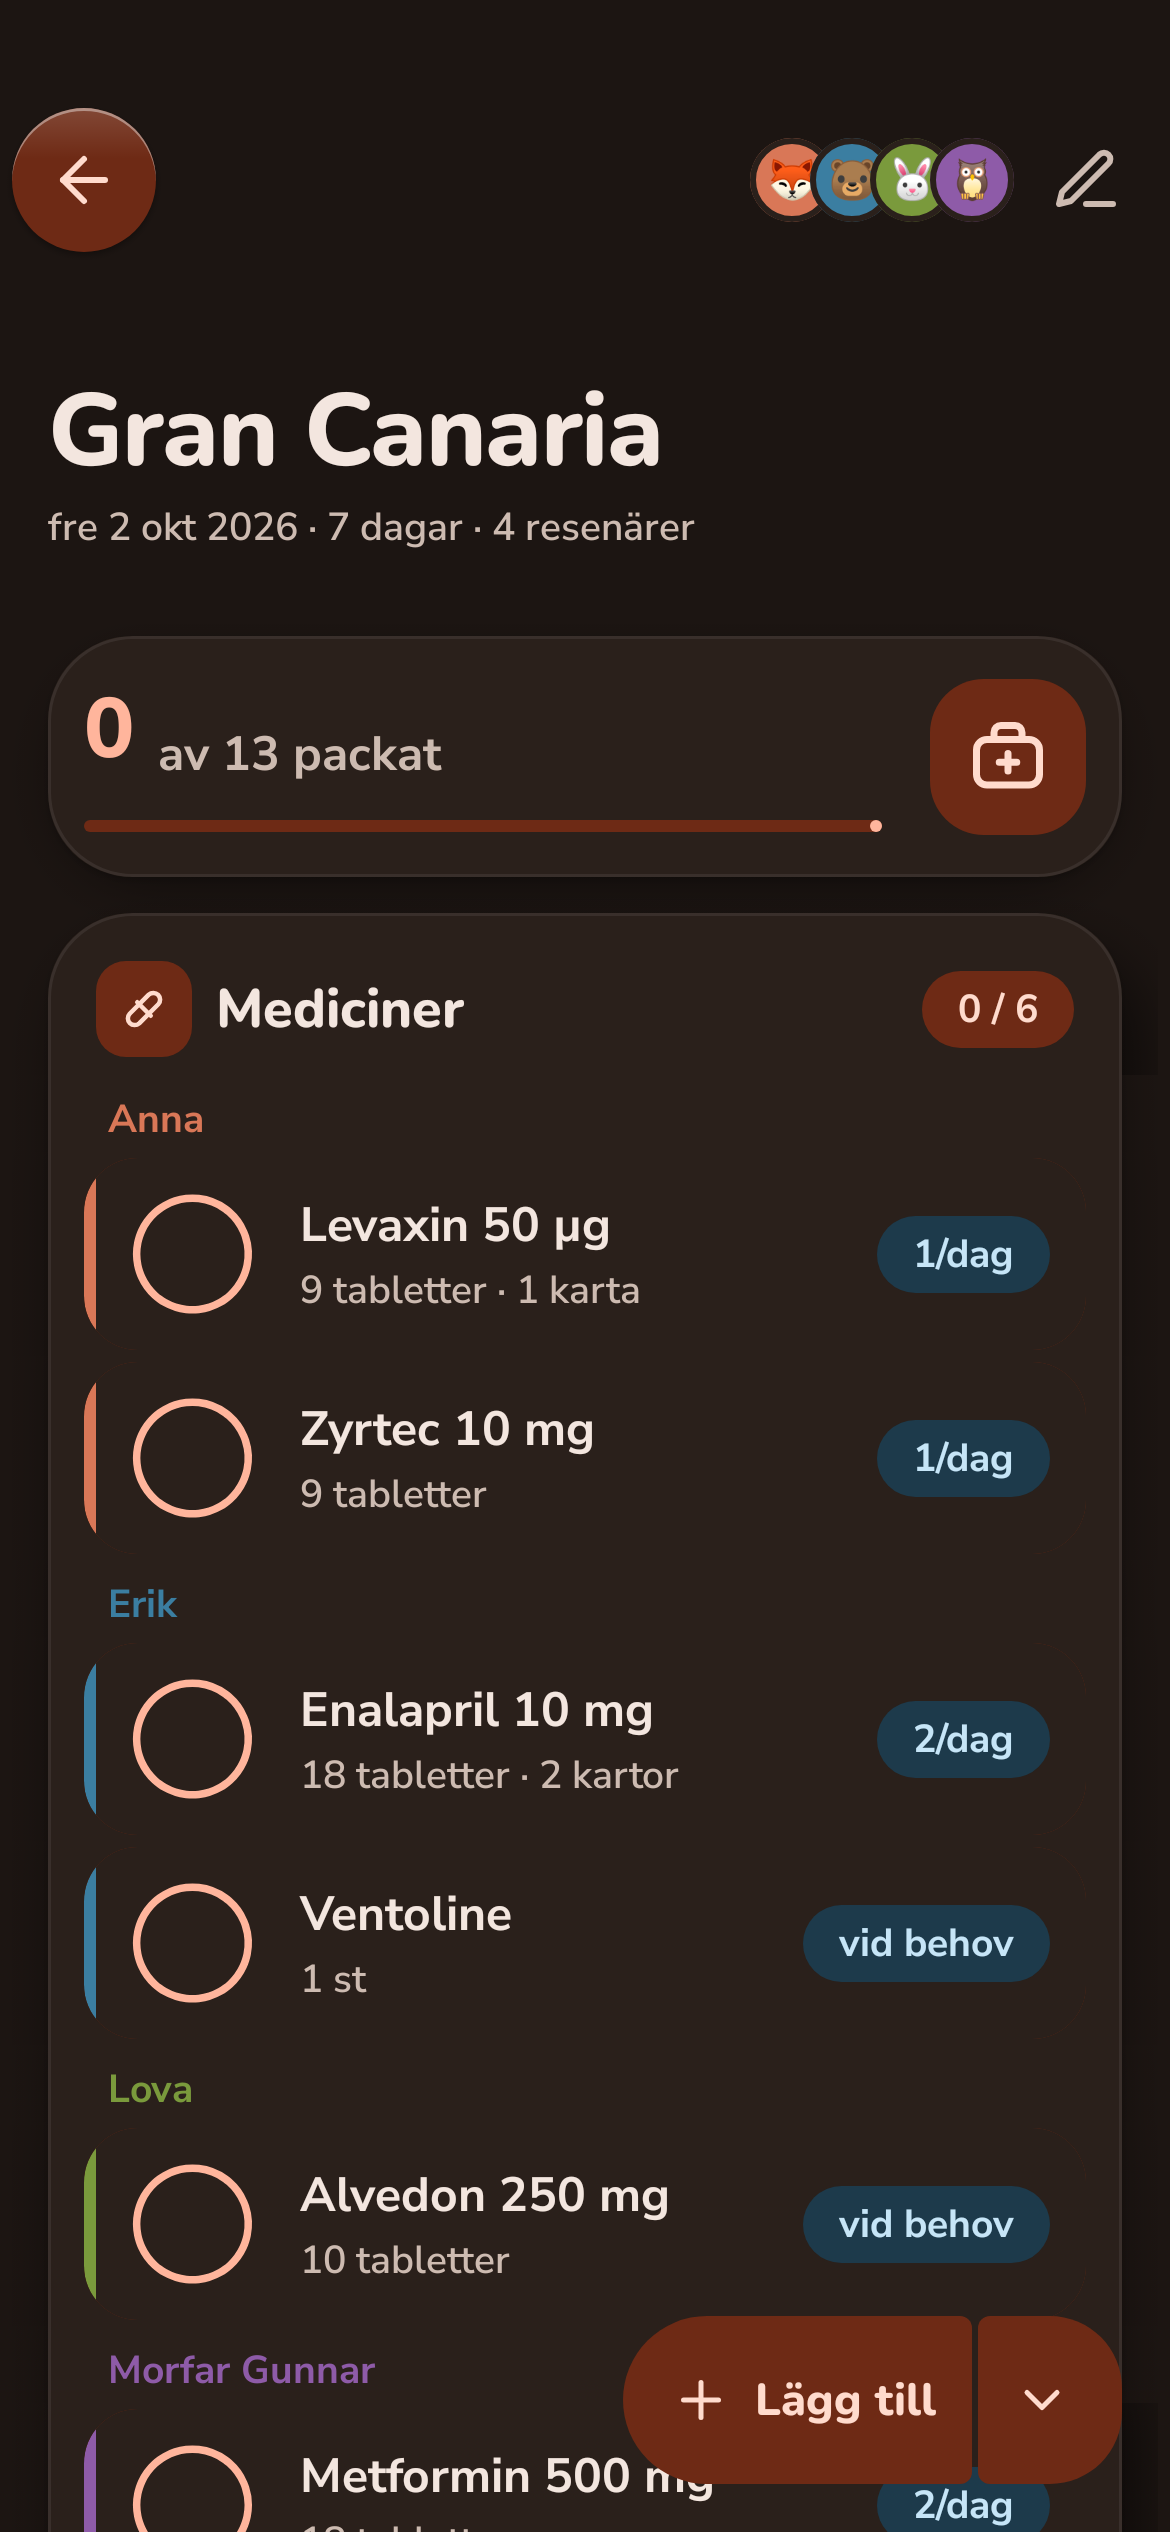 Gran Canaria
fre 2 okt 2026 · 7 dagar · 4 resenärer
0 av 13 packat
Mediciner 0 / 6
Anna
Levaxin 50 µg
9 tabletter · 1 karta
1/dag
Zyrtec 10 mg
9 tabletter
1/dag
Erik
Enalapril 10 mg
18 tabletter · 2 kartor
2/dag
Ventoline
1 st
vid behov
Lova
Alvedon 250 mg
10 tabletter
vid behov
Morfar Gunnar
Lägg till
Metformin 500 mg
2/dag